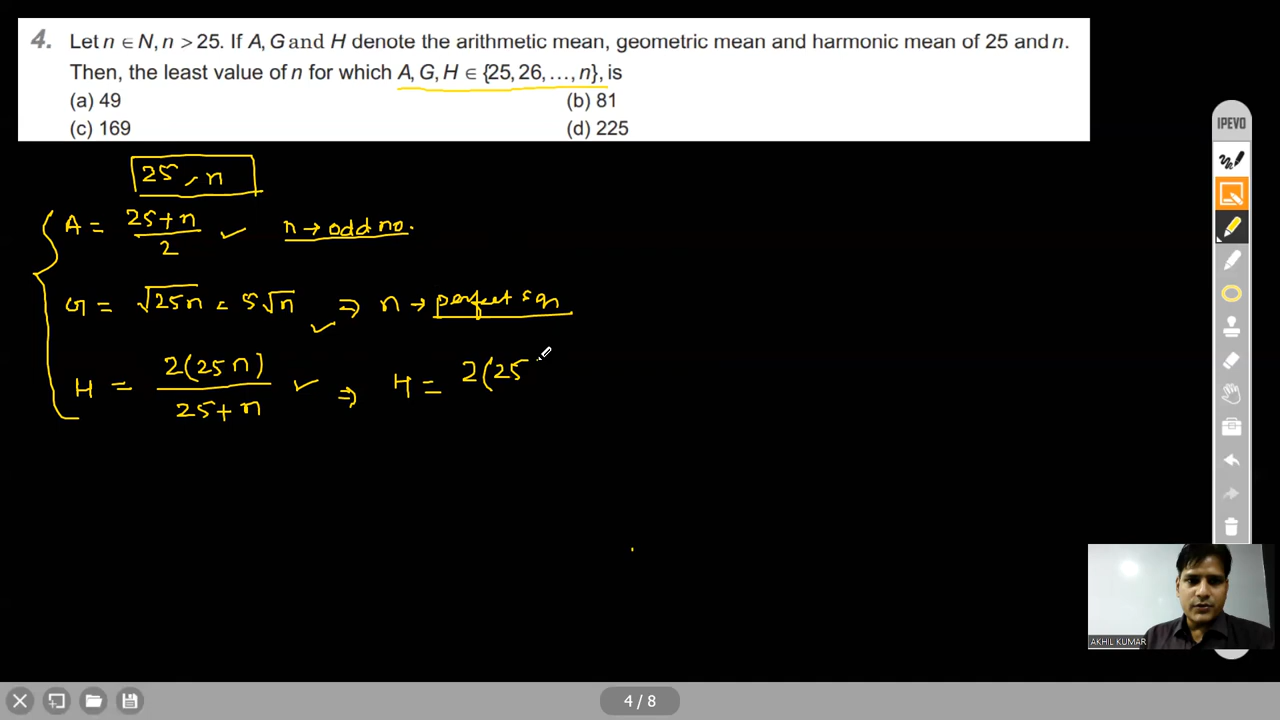 4. Let n ∈ N, n > 25. If A, G and H denote the arithmetic mean, geometric mean and harmonic mean of 25 and n.
Then, the least value of n for which A, G, H ∈ {25, 26, ..., n}, is
(a) 49 (b) 81
(c) 169 (d) 225
25, n
A = (25+n)/2 ✓ n → odd no.
G = √25n = 5√n ✓ ⇒ n → perfect sqn
H = 2(25n)/(25+n) ✓ ⇒ H = 2(25
IPEVO
AKHIL KUMAR
4 / 8